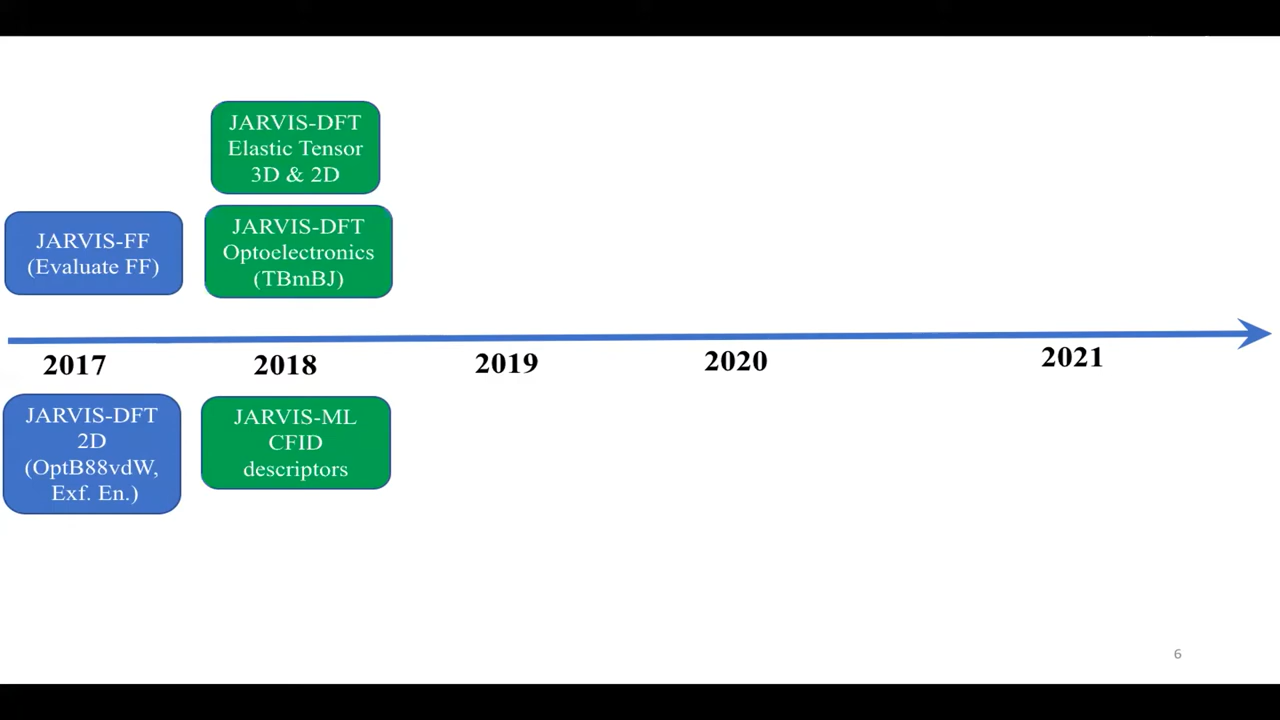 JARVIS-DFT
Elastic Tensor
3D & 2D
JARVIS-FF
(Evaluate FF)
JARVIS-DFT
Optoelectronics
(TBmBJ)
2017
2018
2019
2020
2021
JARVIS-DFT
2D
(OptB88vdW,
Exf. En.)
JARVIS-ML
CFID
descriptors
6